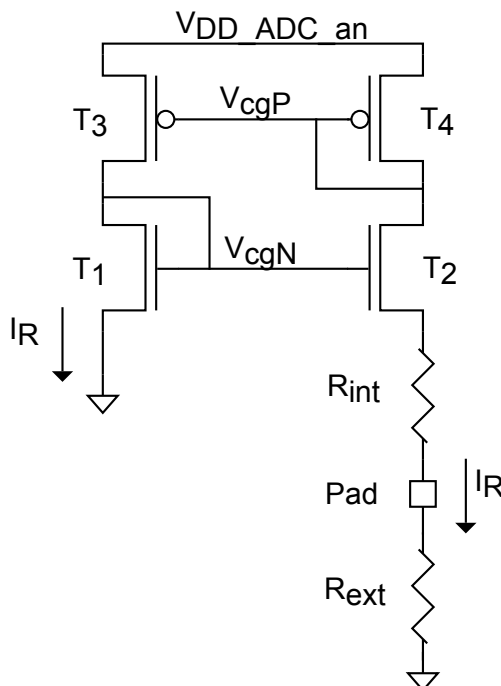 VDD_ADC_an
T3
VcgP
T4
T1
VcgN
T2
IR
Rint
Pad
IR
Rext